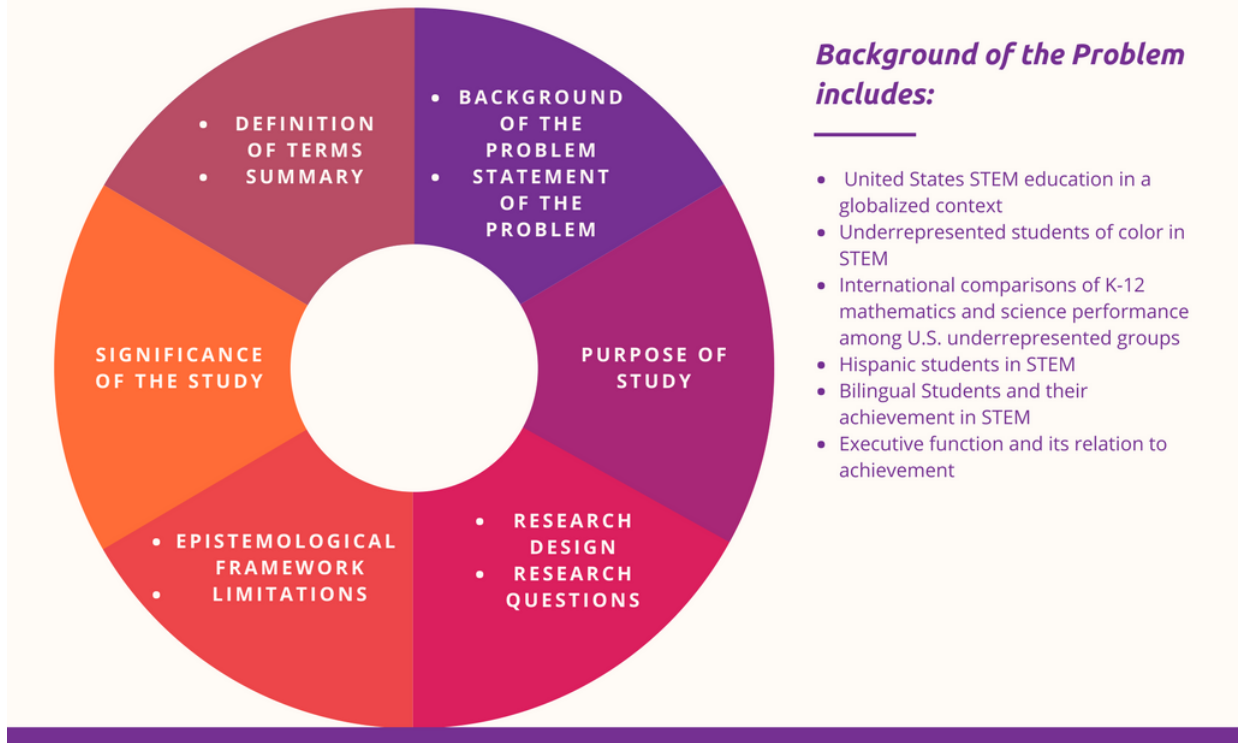 • BACKGROUND
OF THE
PROBLEM
• STATEMENT
OF THE
PROBLEM
PURPOSE OF
STUDY
• RESEARCH
DESIGN
• RESEARCH
QUESTIONS
• EPISTEMOLOGICAL
FRAMEWORK
• LIMITATIONS
SIGNIFICANCE
OF THE STUDY
• DEFINITION
OF TERMS
• SUMMARY
Background of the Problem
includes:
• United States STEM education in a
globalized context
• Underrepresented students of color in
STEM
• International comparisons of K-12
mathematics and science performance
among U.S. underrepresented groups
• Hispanic students in STEM
• Bilingual Students and their
achievement in STEM
• Executive function and its relation to
achievement